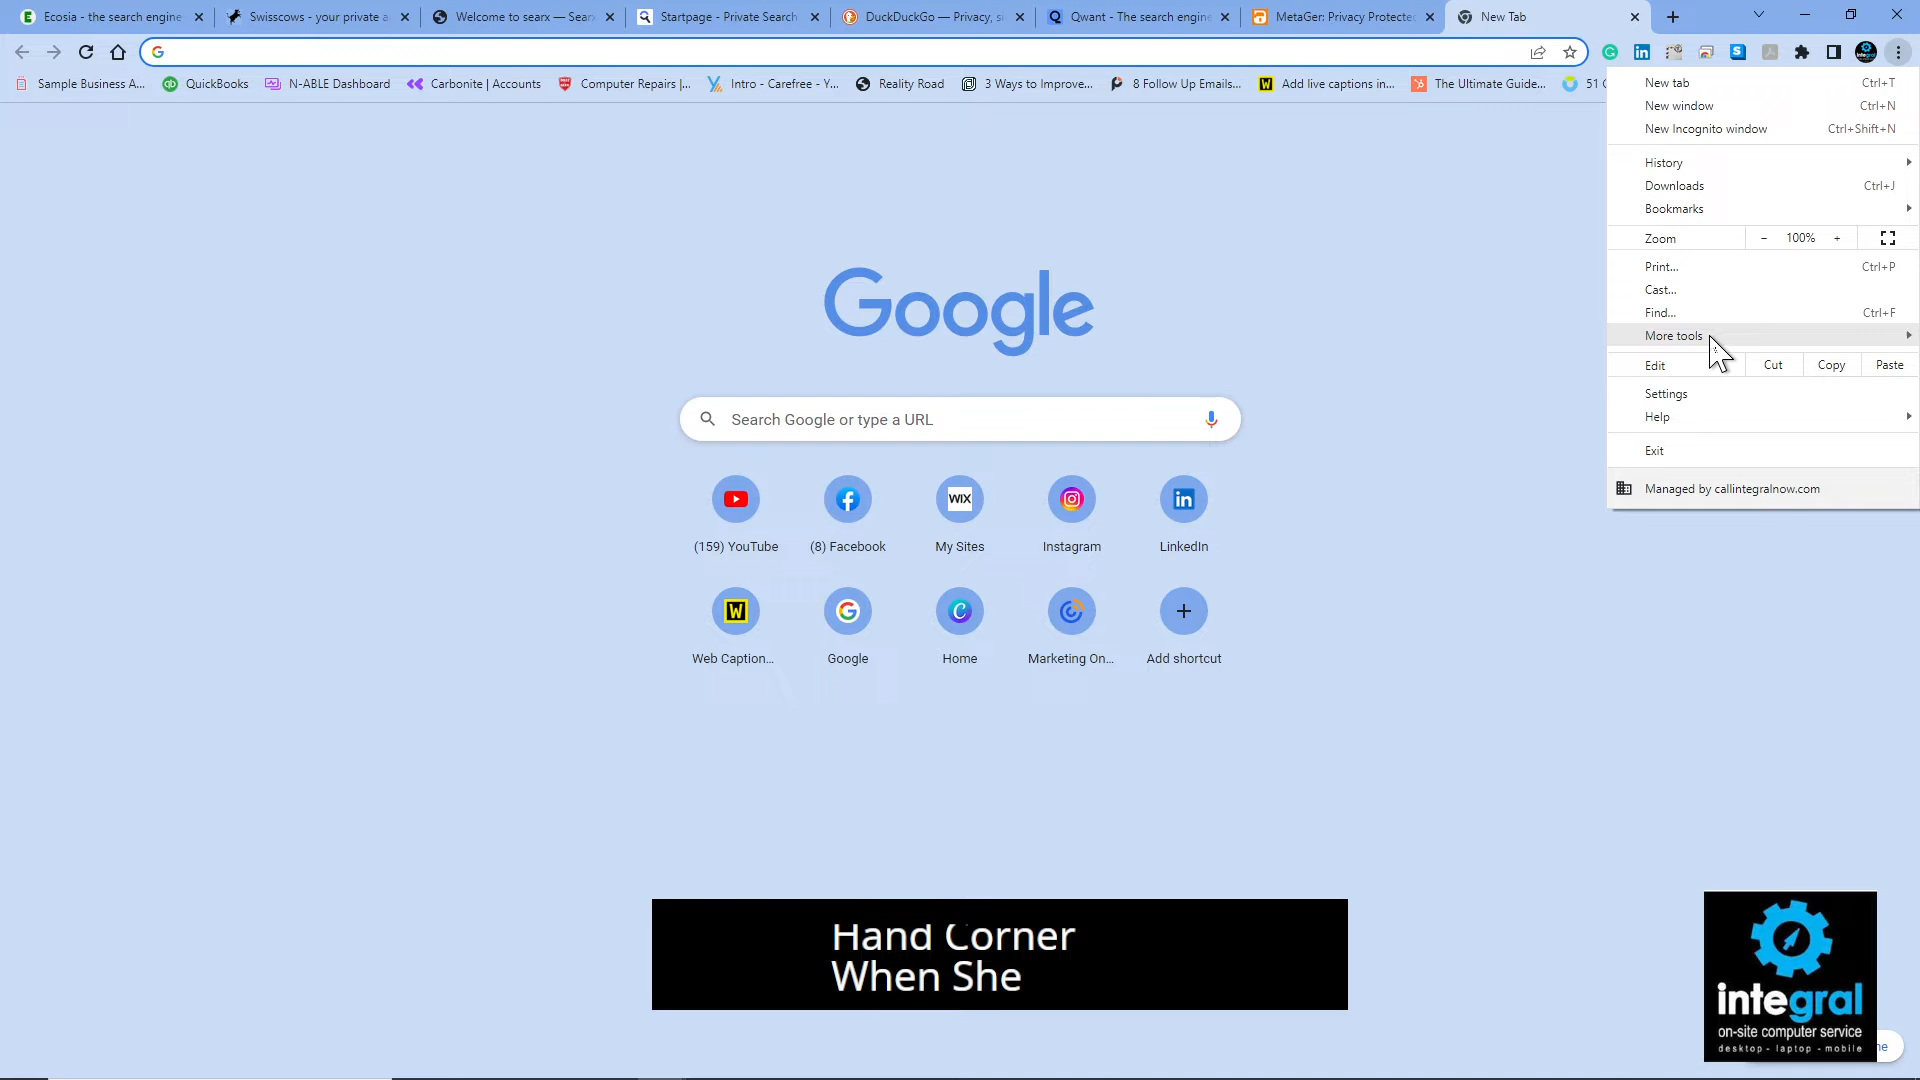 Ecosia - the search engine
Swisscows - your private a
Welcome to searx — Sear
Startpage - Private Search
DuckDuckGo — Privacy, s
Qwant - The search engine
MetaGer: Privacy Protecte
New Tab
Sample Business A...
QuickBooks
N-ABLE Dashboard
Carbonite | Accounts
Computer Repairs |...
Intro - Carefree - Y...
Reality Road
3 Ways to Improve...
8 Follow Up Emails...
Add live captions in...
The Ultimate Guide...
51
New tab Ctrl+T
New window Ctrl+N
New Incognito window Ctrl+Shift+N
History
Downloads Ctrl+J
Bookmarks
Zoom - 100% +
Print... Ctrl+P
Cast...
Find... Ctrl+F
More tools
Edit Cut Copy Paste
Settings
Help
Exit
Managed by callintegralnow.com
Google
Search Google or type a URL
WIX
(159) YouTube
(8) Facebook
My Sites
Instagram
LinkedIn
Web Caption...
Google
Home
Marketing On...
Add shortcut
Hand Corner
When She
integral
on-site computer service
desktop - laptop - mobile